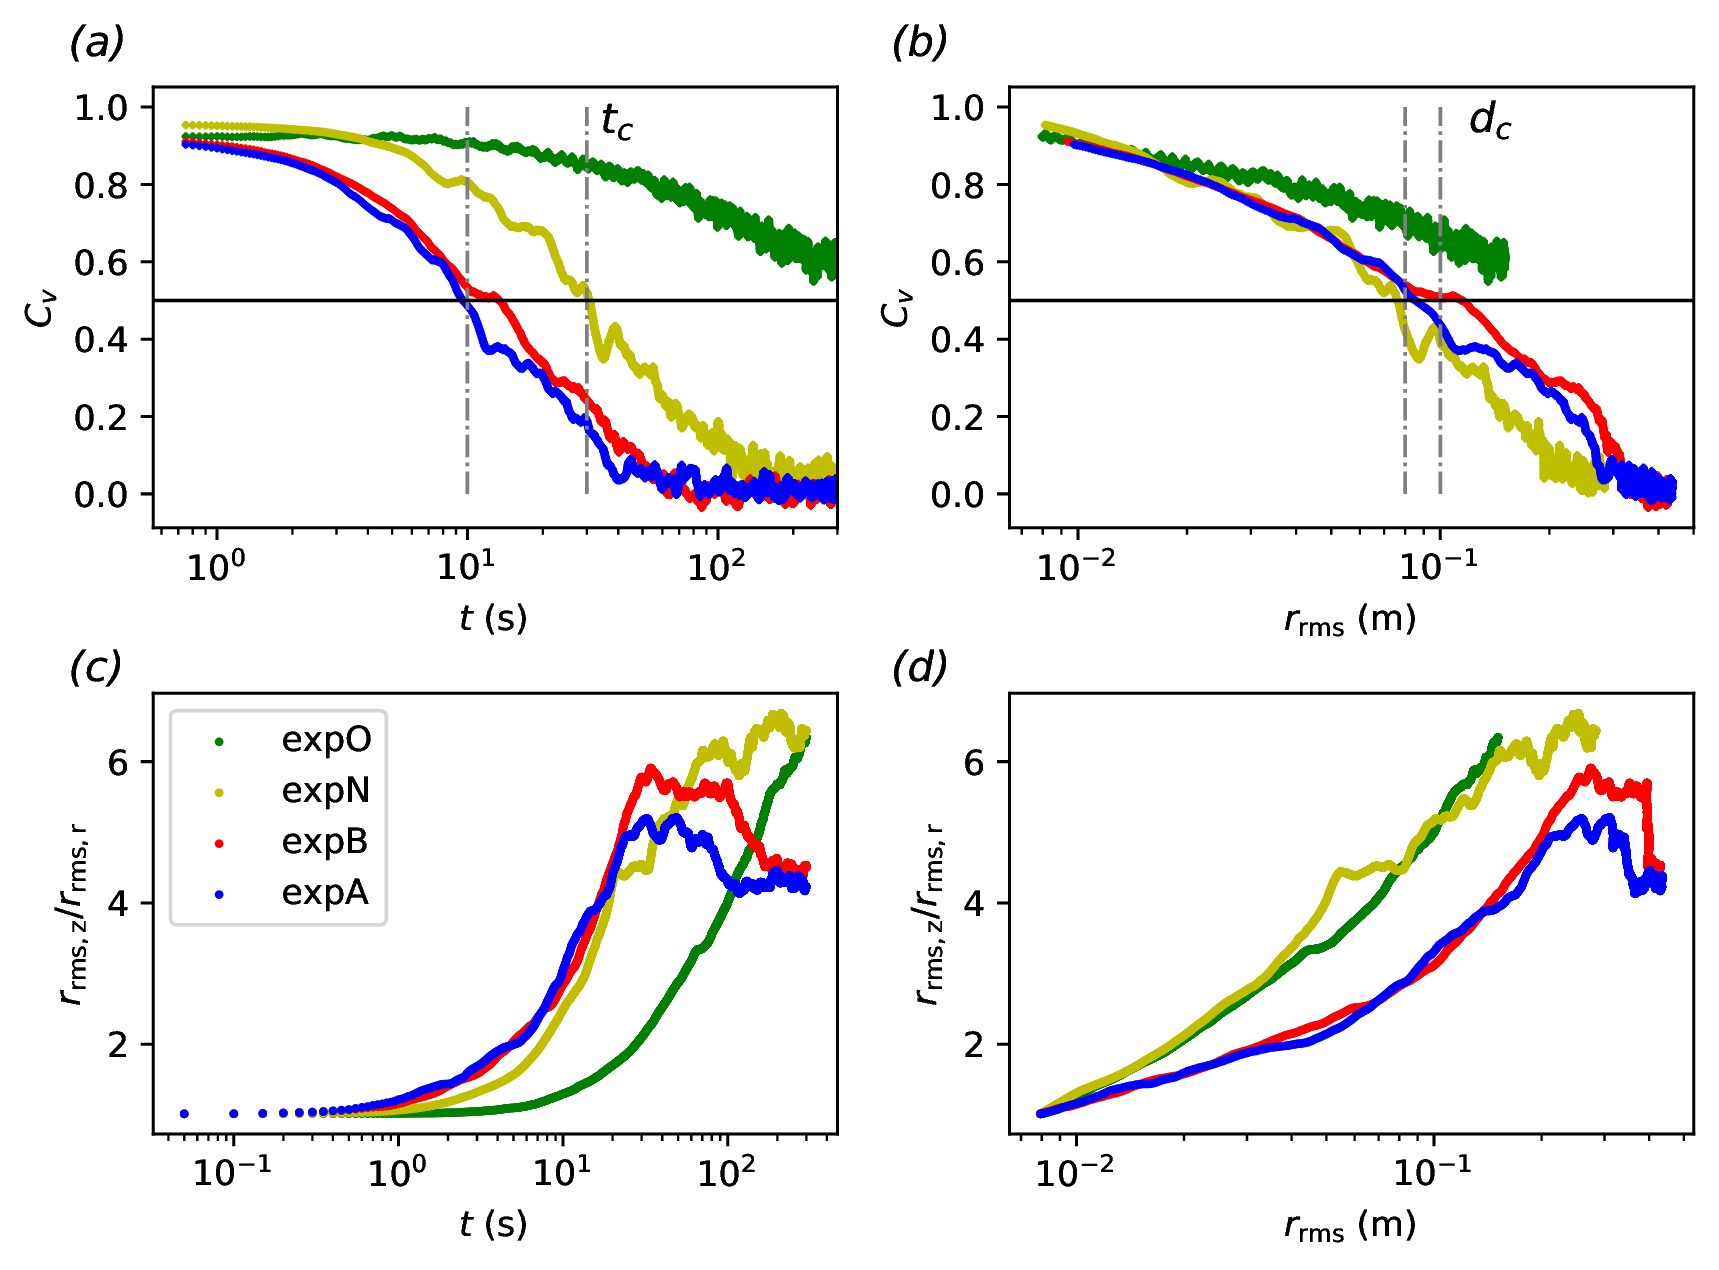 (a)
1.0
0.8
0.6
0.4
0.2
0.0
C_v
t_c
10^0
10^1
10^2
t (s)
(b)
1.0
0.8
0.6
0.4
0.2
0.0
C_v
d_c
10^−2
10^−1
r_rms (m)
(c)
6
4
2
r_rms, z/r_rms, r
expO
expN
expB
expA
10^−1
10^0
10^1
10^2
t (s)
(d)
6
4
2
r_rms, z/r_rms, r
10^−2
10^−1
r_rms (m)